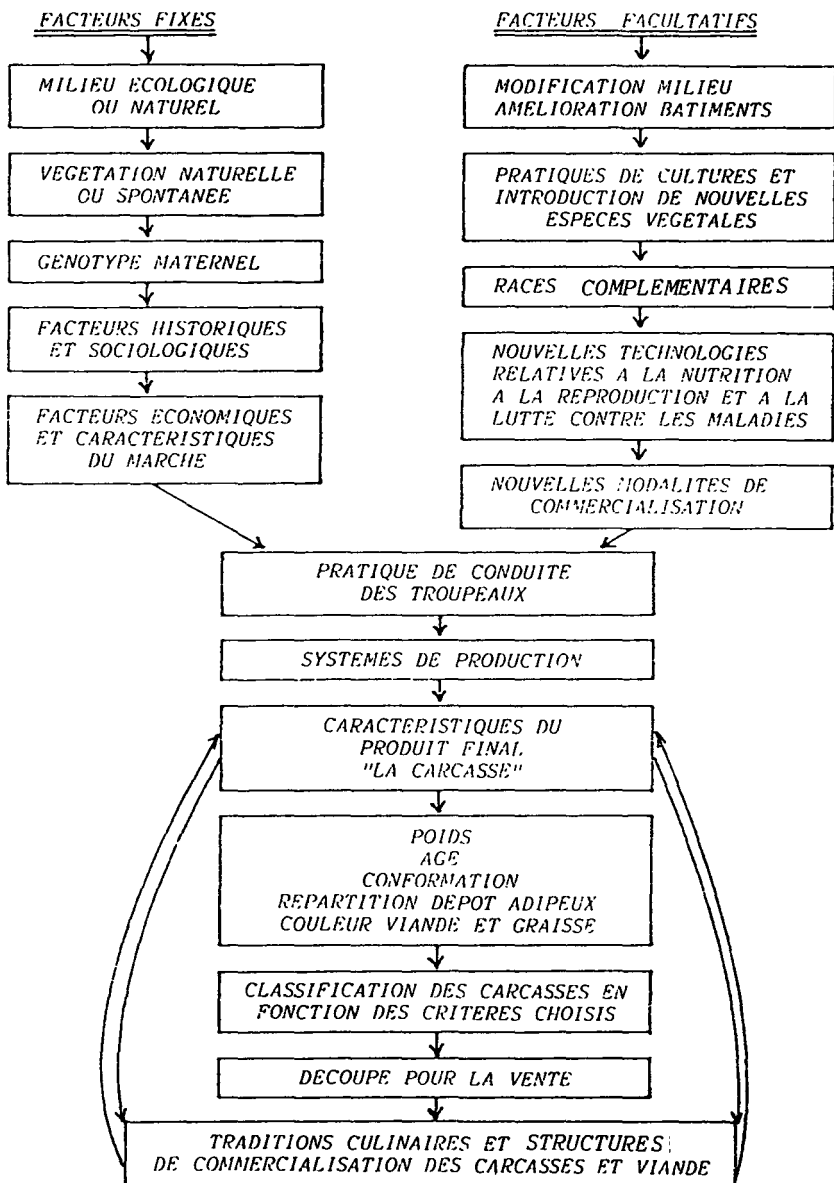 FACTEURS FIXES
MILIEU ECOLOGIQUE
OU NATUREL
VEGETATION NATURELLE
OU SPONTANEE
GENOTYPE MATERNEL
FACTEURS HISTORIQUES
ET SOCIOLOGIQUES
FACTEURS ECONOMIQUES
ET CARACTERISTIQUES
DU MARCHE
FACTEURS FACULTATIFS
MODIFICATION MILIEU
AMELIORATION BATIMENTS
PRATIQUES DE CULTURES ET
INTRODUCTION DE NOUVELLES
ESPECES VEGETALES
RACES COMPLEMENTAIRES
NOUVELLES TECHNOLOGIES
RELATIVES A LA NUTRITION
A LA REPRODUCTION ET A LA
LUTTE CONTRE LES MALADIES
NOUVELLES MODALITES DE
COMMERCIALISATION
PRATIQUE DE CONDUITE
DES TROUPEAUX
SYSTEMES DE PRODUCTION
CARACTERISTIQUES DU
PRODUIT FINAL
"LA CARCASSE"
POIDS
AGE
CONFORMATION
REPARTITION DEPOT ADIPEUX
COULEUR VIANDE ET GRAISSE
CLASSIFICATION DES CARCASSES EN
FONCTION DES CRITERES CHOISIS
DECOUPE POUR LA VENTE
TRADITIONS CULINAIRES ET STRUCTURES
DE COMMERCIALISATION DES CARCASSES ET VIANDE